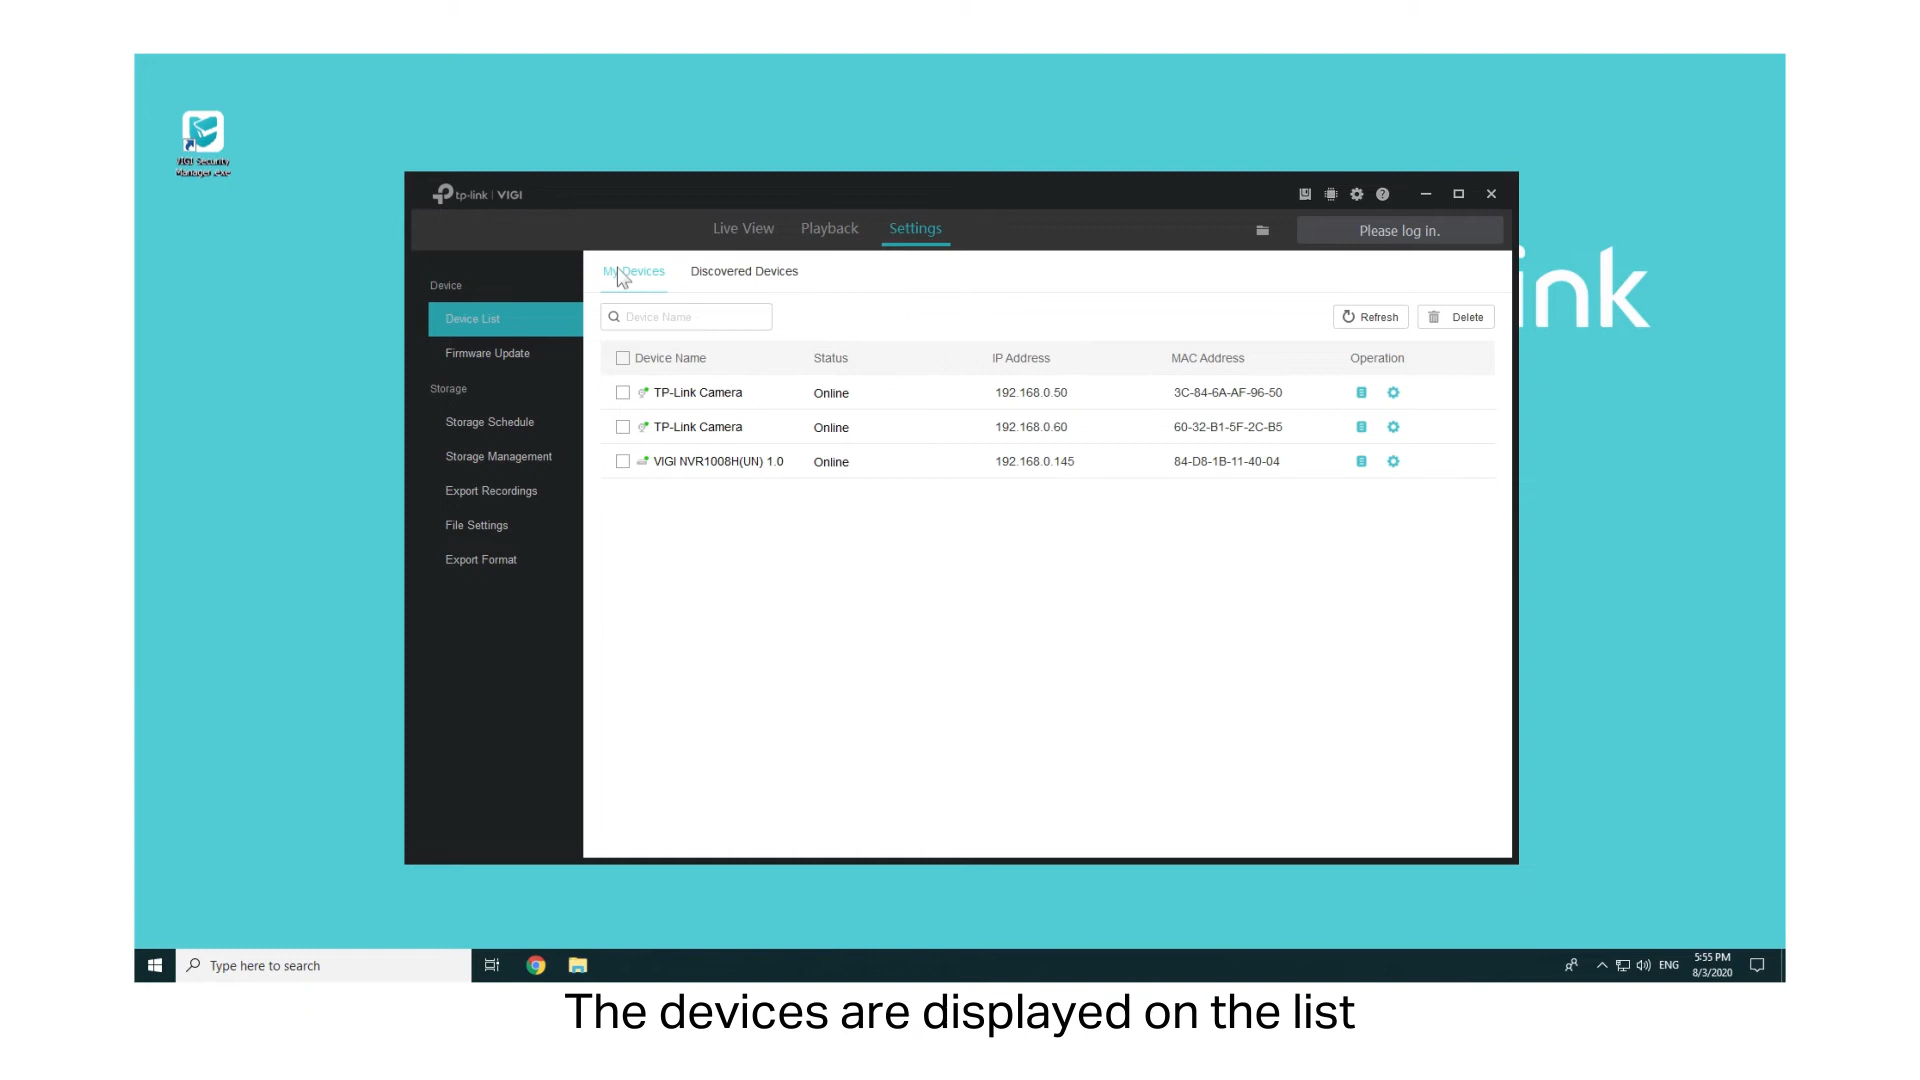 VIGI Security
Manager.exe
tp-link | VIGI
Live View Playback Settings
Please log in.
ink
Device
Device List
Firmware Update
Storage
Storage Schedule
Storage Management
Export Recordings
File Settings
Export Format
My Devices Discovered Devices
Device Name
Refresh Delete
Device Name Status IP Address MAC Address Operation
TP-Link Camera Online 192.168.0.50 3C-84-6A-AF-96-50
TP-Link Camera Online 192.168.0.60 60-32-B1-5F-2C-B5
VIGI NVR1008H(UN) 1.0 Online 192.168.0.145 84-D8-1B-11-40-04
Type here to search
ENG
5:55 PM
8/3/2020
The devices are displayed on the list